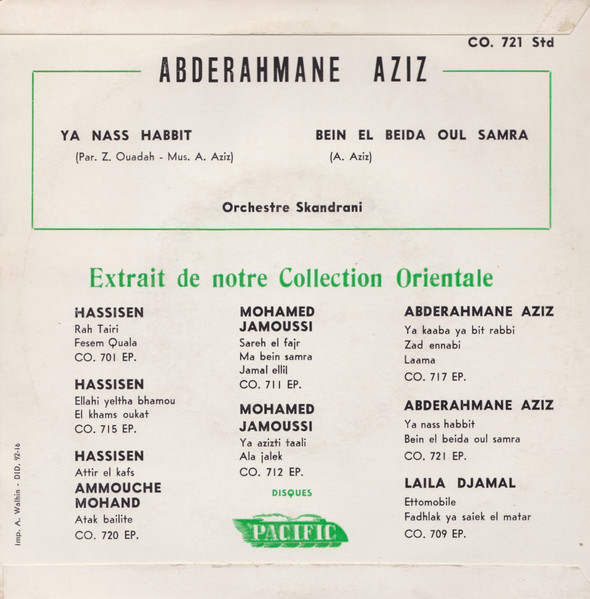 CO. 721 Std
ABDERAHMANE AZIZ
YA NASS HABBIT
(Par. Z. Ouadah - Mus. A. Aziz)
BEIN EL BEIDA OUL SAMRA
(A. Aziz)
Orchestre Skandrani
Extrait de notre Collection Orientale
HASSISEN
Rah Tairi
Fesem Quala
CO. 701 EP.
HASSISEN
Ellahi yeltha bhamou
El khams oukat
CO. 715 EP.
HASSISEN
Attir el kafs
AMMOUCHE
MOHAND
Atak bailite
CO. 720 EP.
MOHAMED
JAMOUSSI
Sareh el fajr
Ma bein samra
Jamal ellil
CO. 711 EP.
MOHAMED
JAMOUSSI
Ya azizti taali
Ala jalek
CO. 712 EP.
DISQUES
PACIFIC
ABDERAHMANE AZIZ
Ya kaaba ya bit rabbi
Zad ennabi
Laama
CO. 717 EP.
ABDERAHMANE AZIZ
Ya nass habbit
Bein el beida oul samra
CO. 721 EP.
LAILA DJAMAL
Ettomobile
Fadhlak ya saiek el matar
CO. 709 EP.
Imp. A. Walhin - DID. 92-16